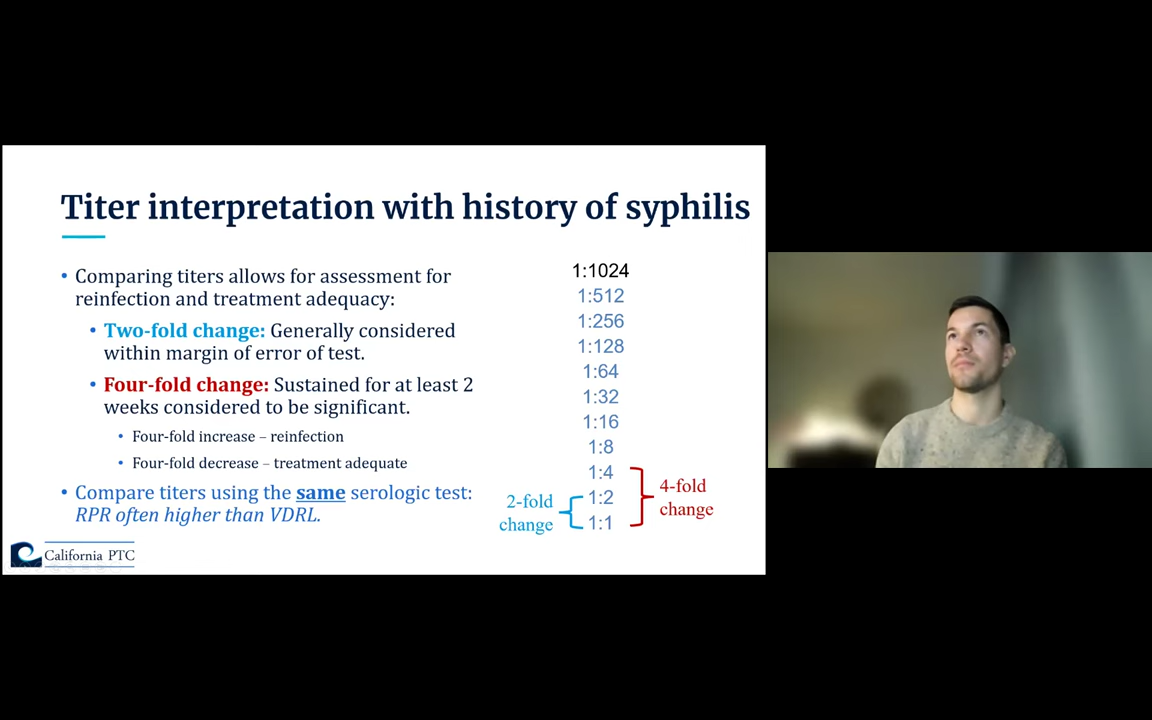 Titer interpretation with history of syphilis
• Comparing titers allows for assessment for
reinfection and treatment adequacy:
• Two-fold change: Generally considered
within margin of error of test.
• Four-fold change: Sustained for at least 2
weeks considered to be significant.
• Four-fold increase – reinfection
• Four-fold decrease – treatment adequate
• Compare titers using the same serologic test:
RPR often higher than VDRL.
1:1024
1:512
1:256
1:128
1:64
1:32
1:16
1:8
1:4
1:2
1:1
2-fold
change
4-fold
change
California PTC